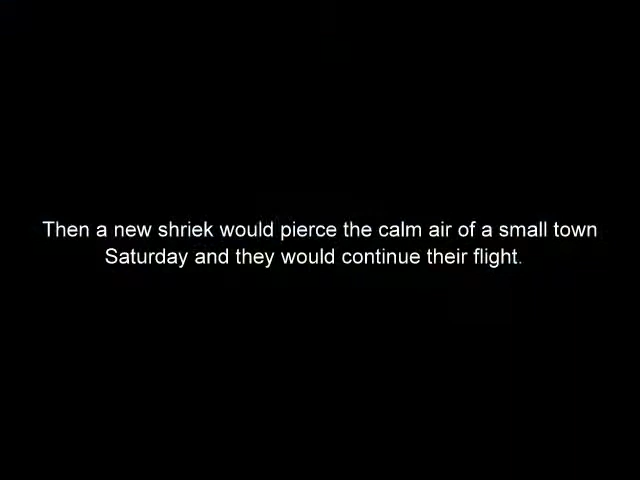 Then a new shriek would pierce the calm air of a small town
Saturday and they would continue their flight.